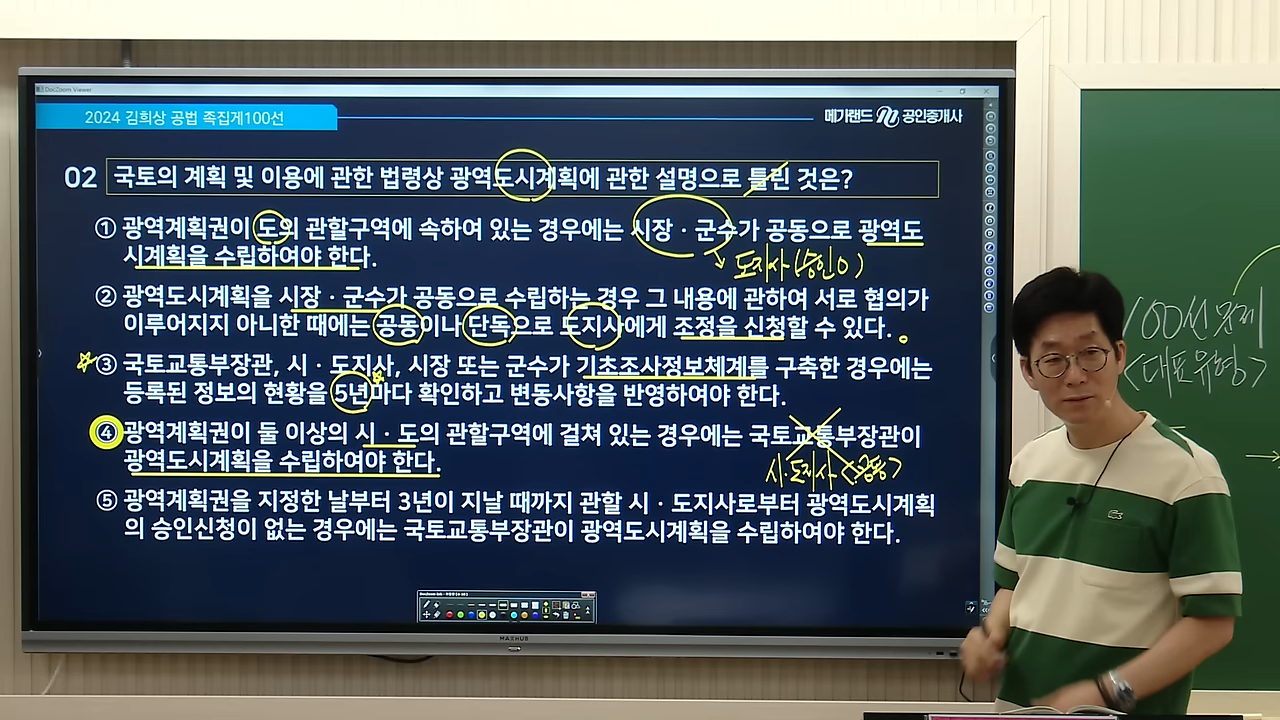 DocZoom Viewer
2024 김희상 공법 족집게100선
메가랜드 공인중개사
02 국토의 계획 및 이용에 관한 법령상 광역도시계획에 관한 설명으로 틀린 것은?
① 광역계획권이 도의 관할구역에 속하여 있는 경우에는 시장·군수가 공동으로 광역도
시계획을 수립하여야 한다.
도지사(승인O)
② 광역도시계획을 시장·군수가 공동으로 수립하는 경우 그 내용에 관하여 서로 협의가
이루어지지 아니한 때에는 공동이나 단독으로 도지사에게 조정을 신청할 수 있다.
③ 국토교통부장관, 시·도지사, 시장 또는 군수가 기초조사정보체계를 구축한 경우에는
등록된 정보의 현황을 5년마다 확인하고 변동사항을 반영하여야 한다.
④ 광역계획권이 둘 이상의 시·도의 관할구역에 걸쳐 있는 경우에는 국토교통부장관이
광역도시계획을 수립하여야 한다.
시·도지사 <공동>
⑤ 광역계획권을 지정한 날부터 3년이 지날 때까지 관할 시·도지사로부터 광역도시계획
의 승인신청이 없는 경우에는 국토교통부장관이 광역도시계획을 수립하여야 한다.
MAXHUB
100선 문제
<대표유형>